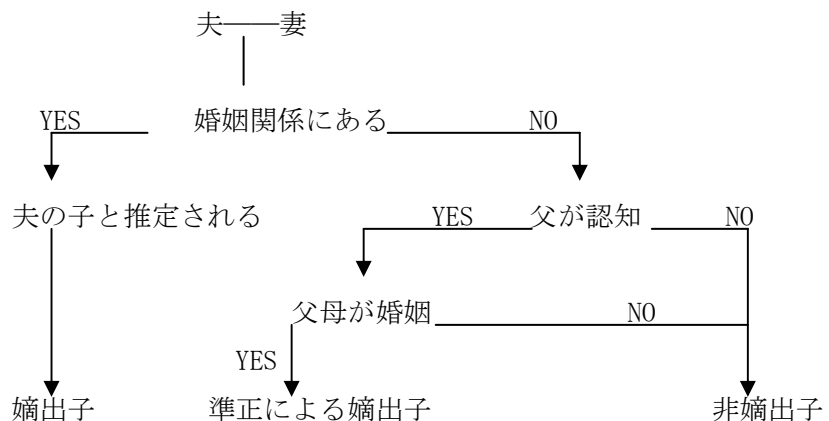 夫――妻
YES 婚姻関係にある NO
夫の子と推定される YES 父が認知 NO
父母が婚姻 NO
YES
嫡出子 準正による嫡出子 非嫡出子